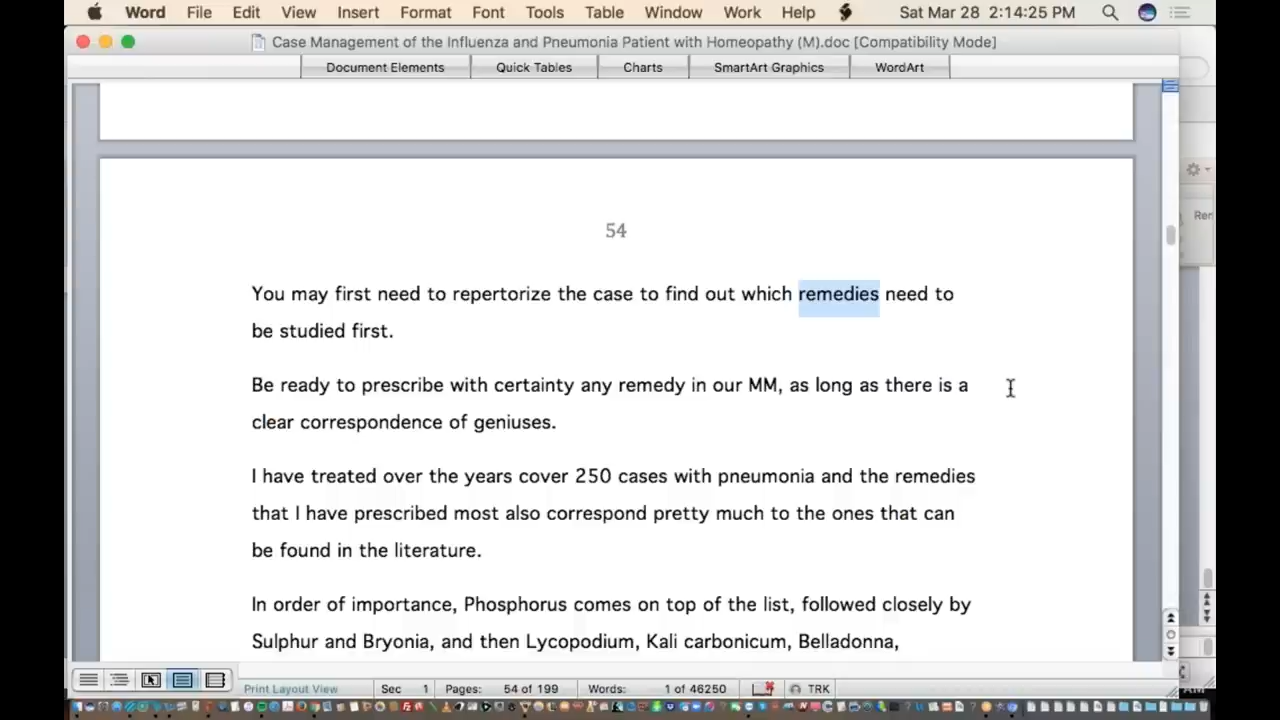 Word File Edit View Insert Format Font Tools Table Window Work Help Sat Mar 28 2:14:25 PM
Case Management of the Influenza and Pneumonia Patient with Homeopathy (M).doc [Compatibility Mode]
Document Elements Quick Tables Charts SmartArt Graphics WordArt
54
You may first need to repertorize the case to find out which remedies need to
be studied first.
Be ready to prescribe with certainty any remedy in our MM, as long as there is a
clear correspondence of geniuses.
I have treated over the years cover 250 cases with pneumonia and the remedies
that I have prescribed most also correspond pretty much to the ones that can
be found in the literature.
In order of importance, Phosphorus comes on top of the list, followed closely by
Sulphur and Bryonia, and then Lycopodium, Kali carbonicum, Belladonna,
Print Layout View Sec 1 Pages: 54 of 199 Words: 1 of 46250 TRK